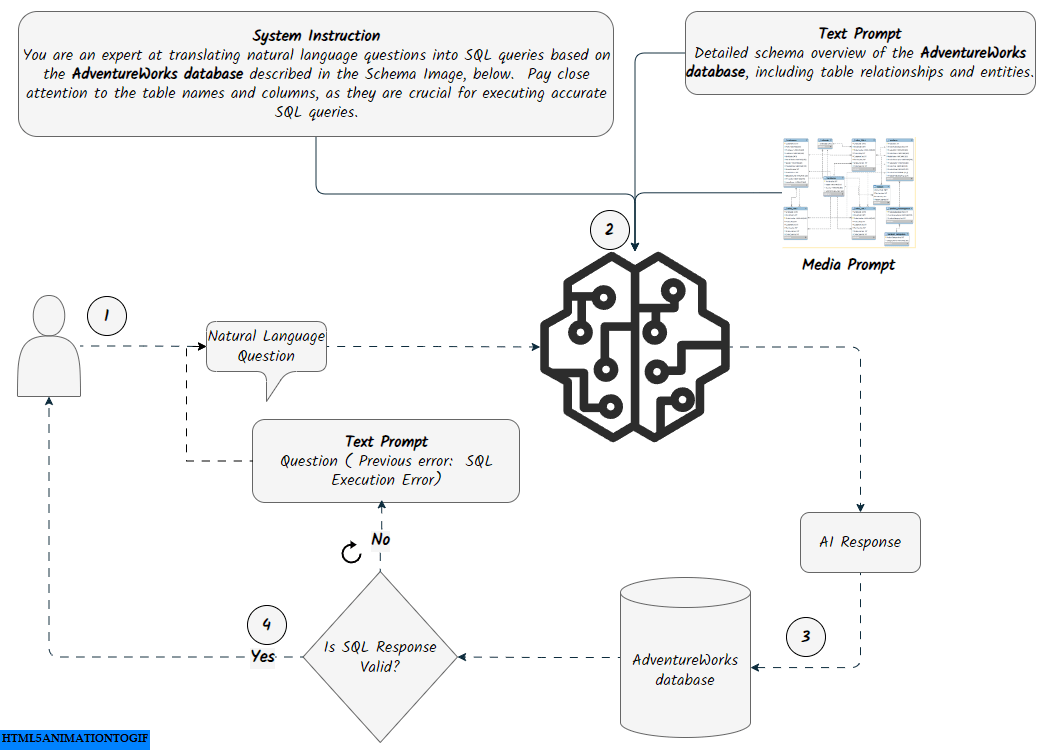 System Instruction
You are an expert at translating natural language questions into SQL queries based on
the AdventureWorks database described in the Schema Image, below. Pay close
attention to the table names and columns, as they are crucial for executing accurate
SQL queries.
Text Prompt
Detailed schema overview of the AdventureWorks
database, including table relationships and entities.
Media Prompt
2
1
Natural Language
Question
Text Prompt
Question ( Previous error: SQL
Execution Error)
No
AI Response
4
Yes
Is SQL Response
Valid?
3
AdventureWorks
database
HTML5ANIMATIONTOGIF